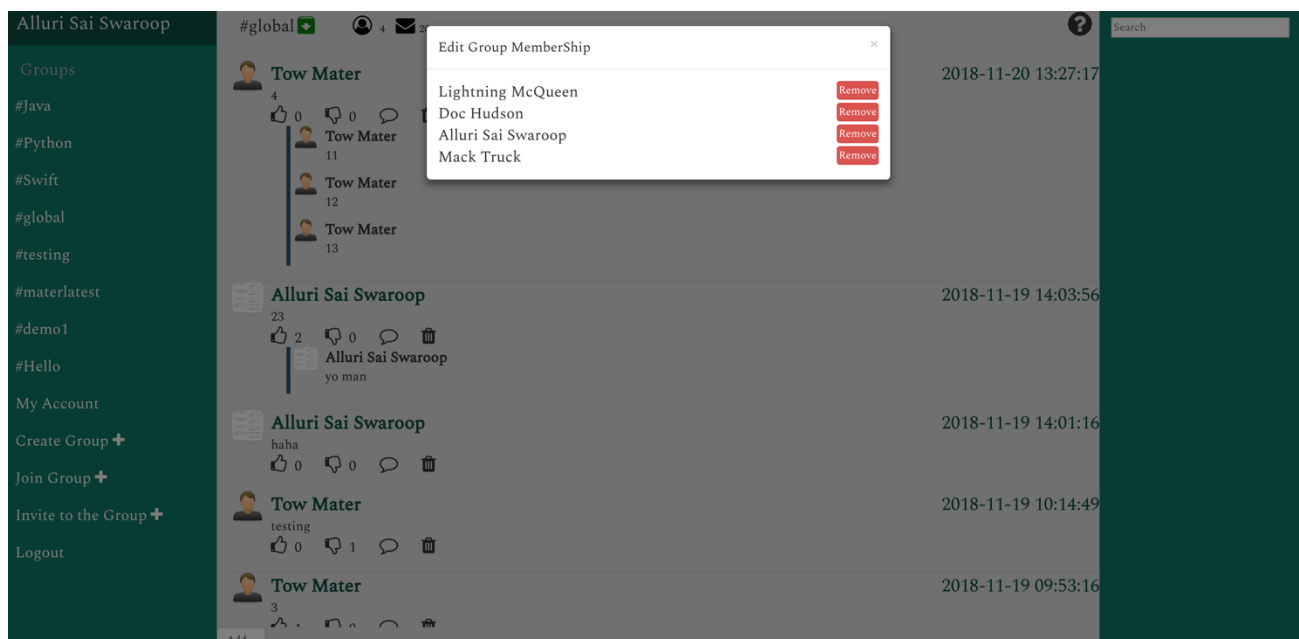 Alluri Sai Swaroop
Groups
#Java
#Python
#Swift
#global
#testing
#materlatest
#demo1
#Hello
My Account
Create Group
Join Group
Invite to the Group
Logout
#global 4
Edit Group MemberShip ×
Lightning McQueen Remove
Doc Hudson Remove
Alluri Sai Swaroop Remove
Mack Truck Remove
Search
Tow Mater 2018-11-20 13:27:17
4
0 0
Tow Mater
11
Tow Mater
12
Tow Mater
13
Alluri Sai Swaroop 2018-11-19 14:03:56
23
2 0
Alluri Sai Swaroop
yo man
Alluri Sai Swaroop 2018-11-19 14:01:16
haha
0 0
Tow Mater 2018-11-19 10:14:49
testing
0 1
Tow Mater 2018-11-19 09:53:16
3